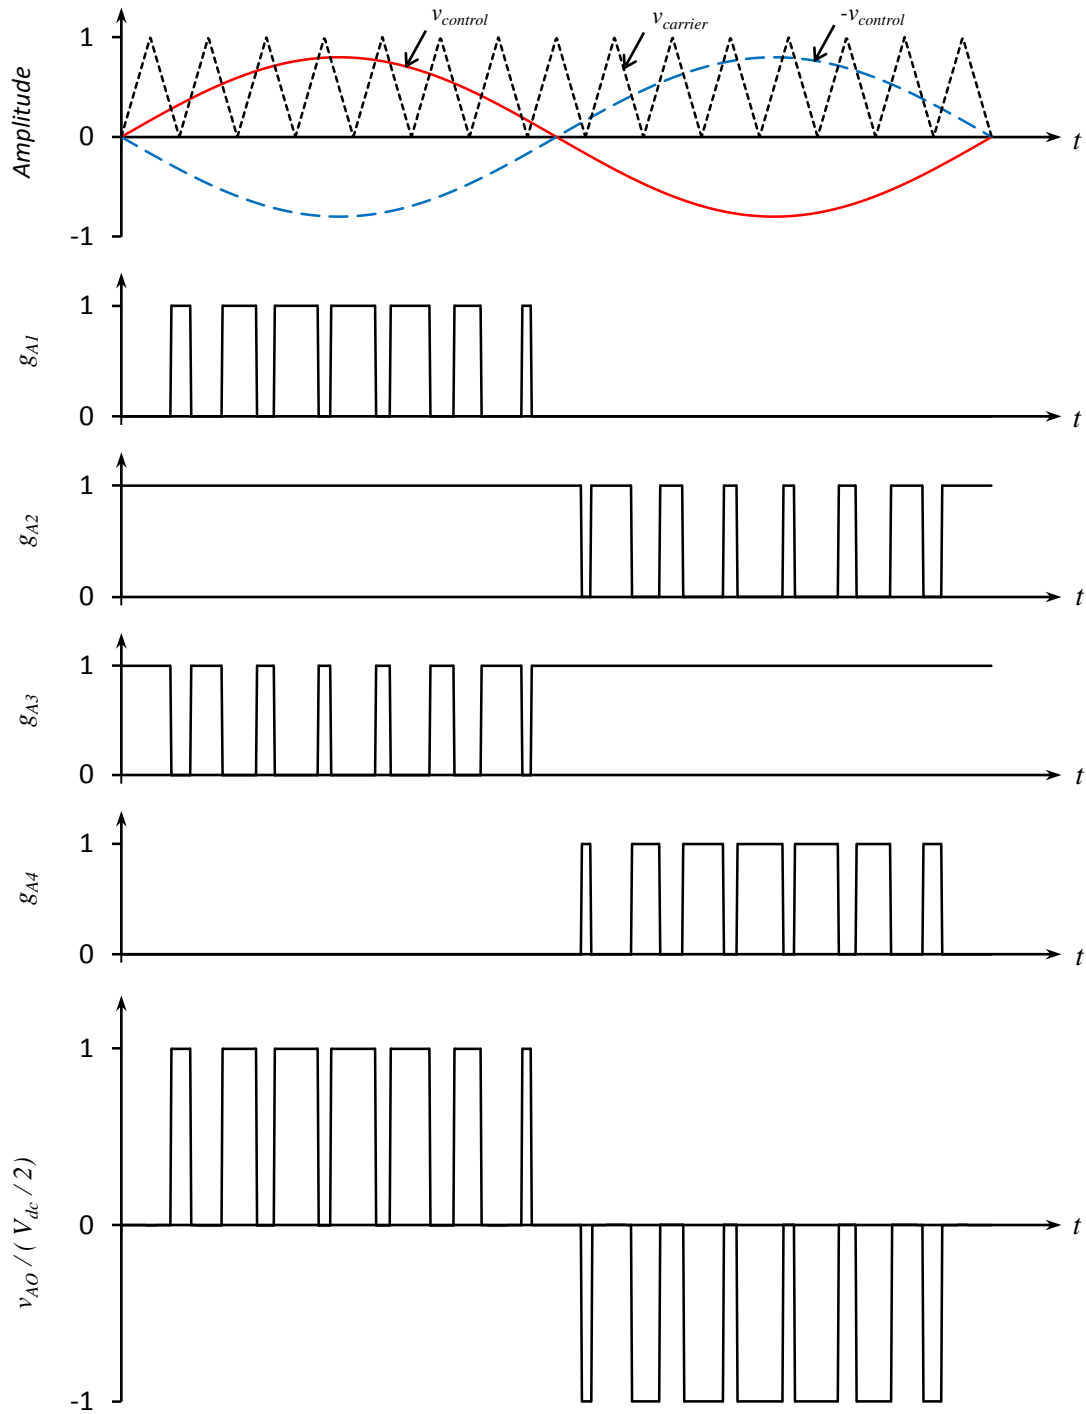 v_control
v_carrier
-v_control
1
0
-1
Amplitude
t
1
0
g_A1
t
1
0
g_A2
t
1
0
g_A3
t
1
0
g_A4
t
1
0
-1
v_AO / ( V_dc / 2 )
t